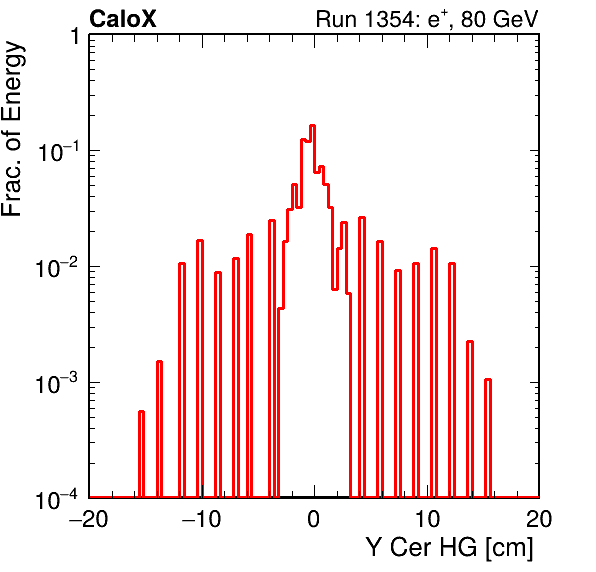 CaloX Run 1354: e⁺, 80 GeV
Frac. of Energy
1
10⁻¹
10⁻²
10⁻³
10⁻⁴
−20 −10 0 10 20
Y Cer HG [cm]